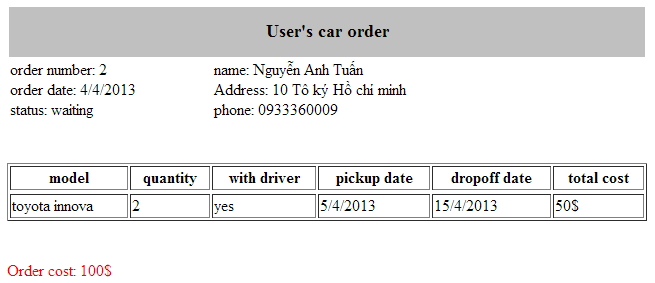 User's car order
order number: 2 name: Nguyễn Anh Tuấn
order date: 4/4/2013 Address: 10 Tô ký Hồ chí minh
status: waiting phone: 0933360009
model quantity with driver pickup date dropoff date total cost
toyota innova 2 yes 5/4/2013 15/4/2013 50$
Order cost: 100$